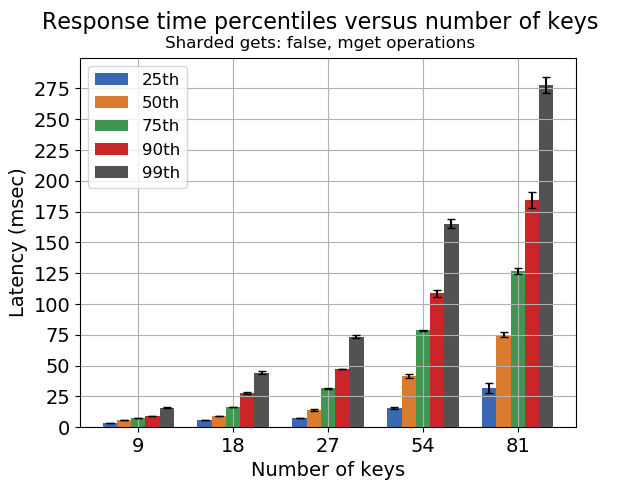 Response time percentiles versus number of keys
Sharded gets: false, mget operations
25th
50th
75th
90th
99th
Latency (msec)
275
250
225
200
175
150
125
100
75
50
25
0
9 18 27 54 81
Number of keys